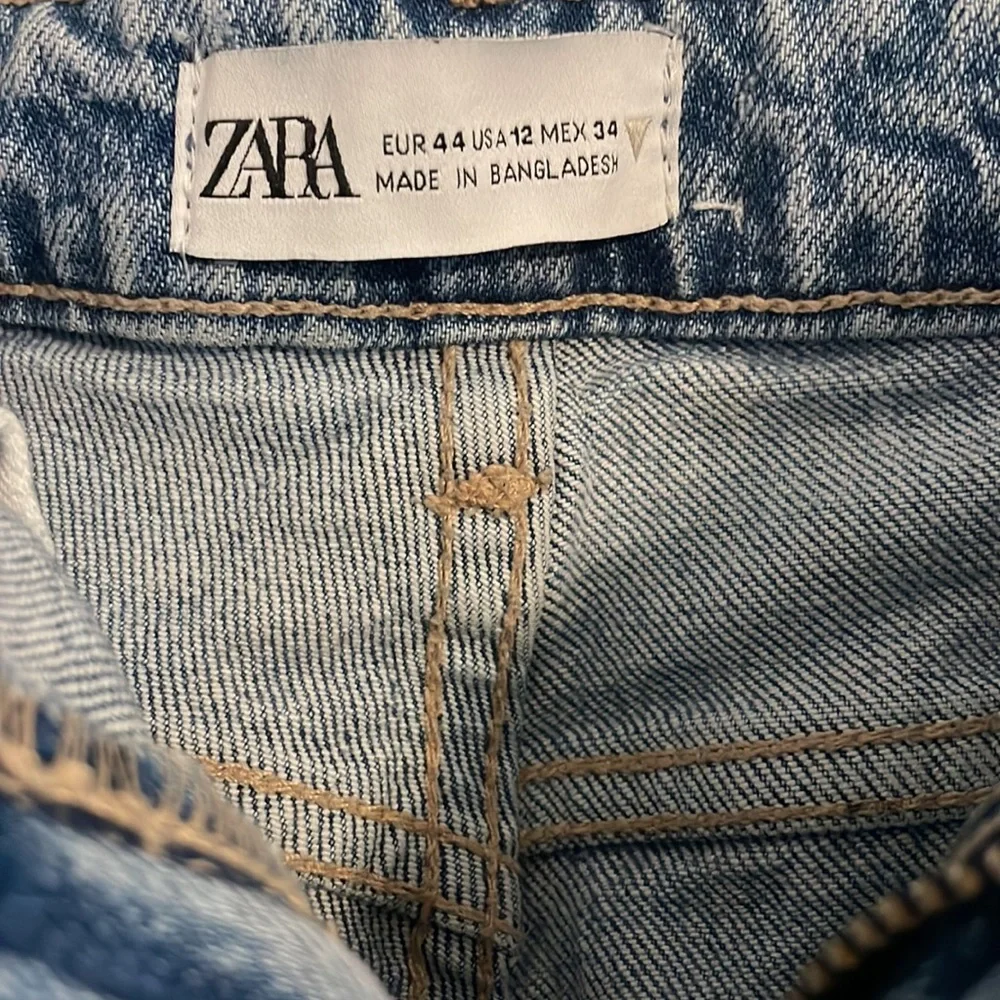 ZARA
EUR 44 USA 12 MEX 34
MADE IN BANGLADESH